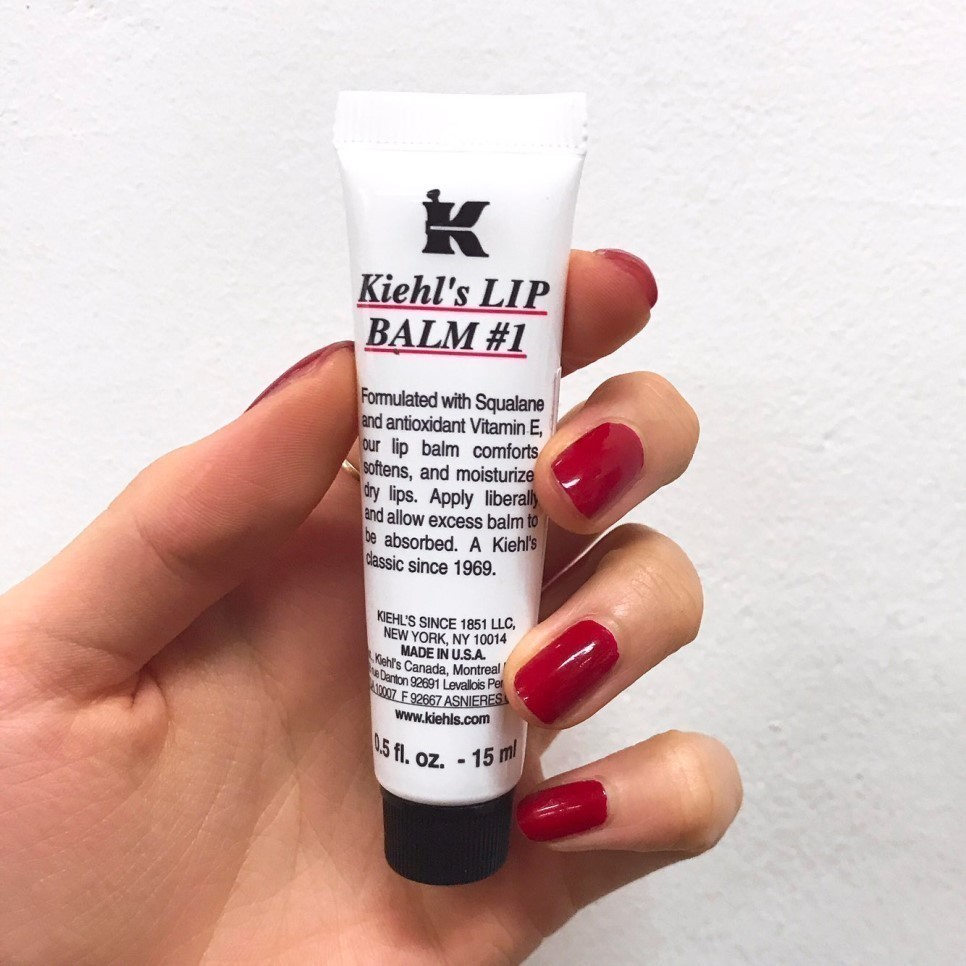 K
Kiehl's LIP
BALM #1
Formulated with Squalane
and antioxidant Vitamin E,
our lip balm comforts
softens, and moisturize
dry lips. Apply liberally
and allow excess balm to
be absorbed. A Kiehl's
classic since 1969.
KIEHL'S SINCE 1851 LLC,
NEW YORK, NY 10014
MADE IN U.S.A.
Kiehl's Canada, Montreal
Danton 92691 Levallois
10007 F 92667 ASNIERES
www.kiehls.com
0.5 fl. oz. - 15 ml